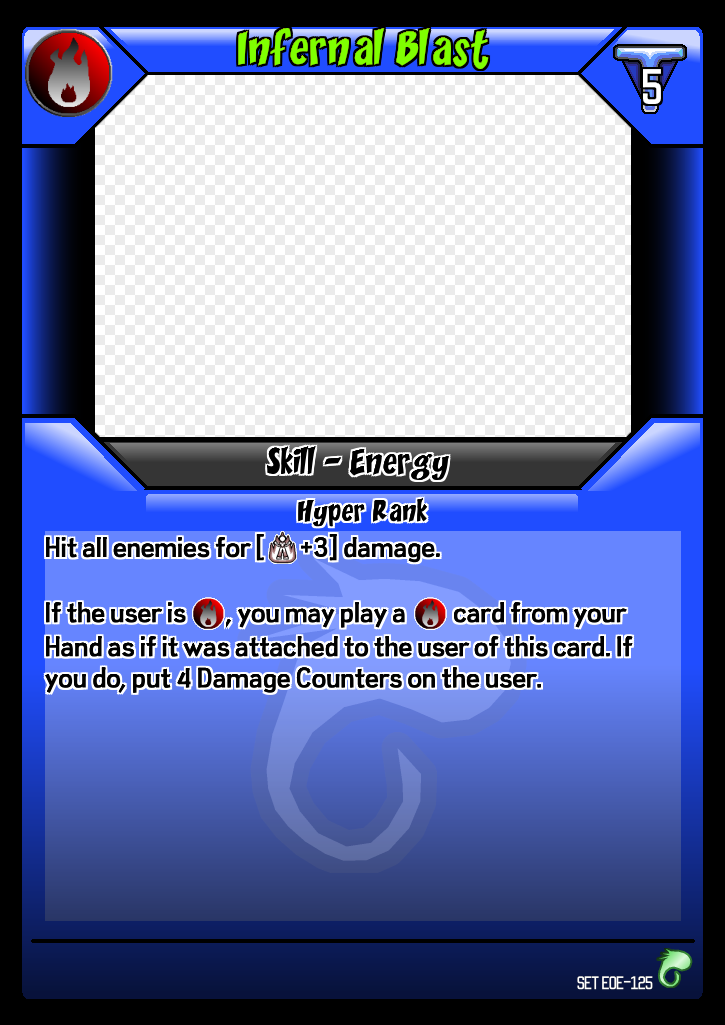 Infernal Blast
5
Skill - Energy
Hyper Rank
Hit all enemies for [ +3] damage.
If the user is , you may play a card from your
Hand as if it was attached to the user of this card. If
you do, put 4 Damage Counters on the user.
SET EOE-125